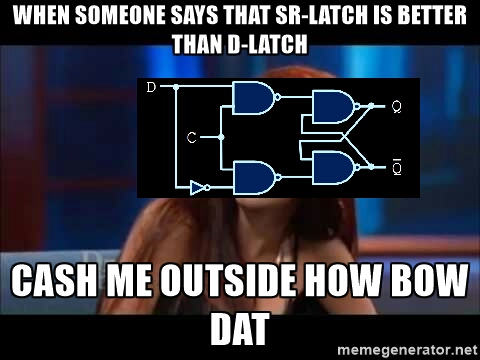 WHEN SOMEONE SAYS THAT SR-LATCH IS BETTER
THAN D-LATCH
D
Q
C
Q̅
CASH ME OUTSIDE HOW BOW
DAT
memegenerator.net